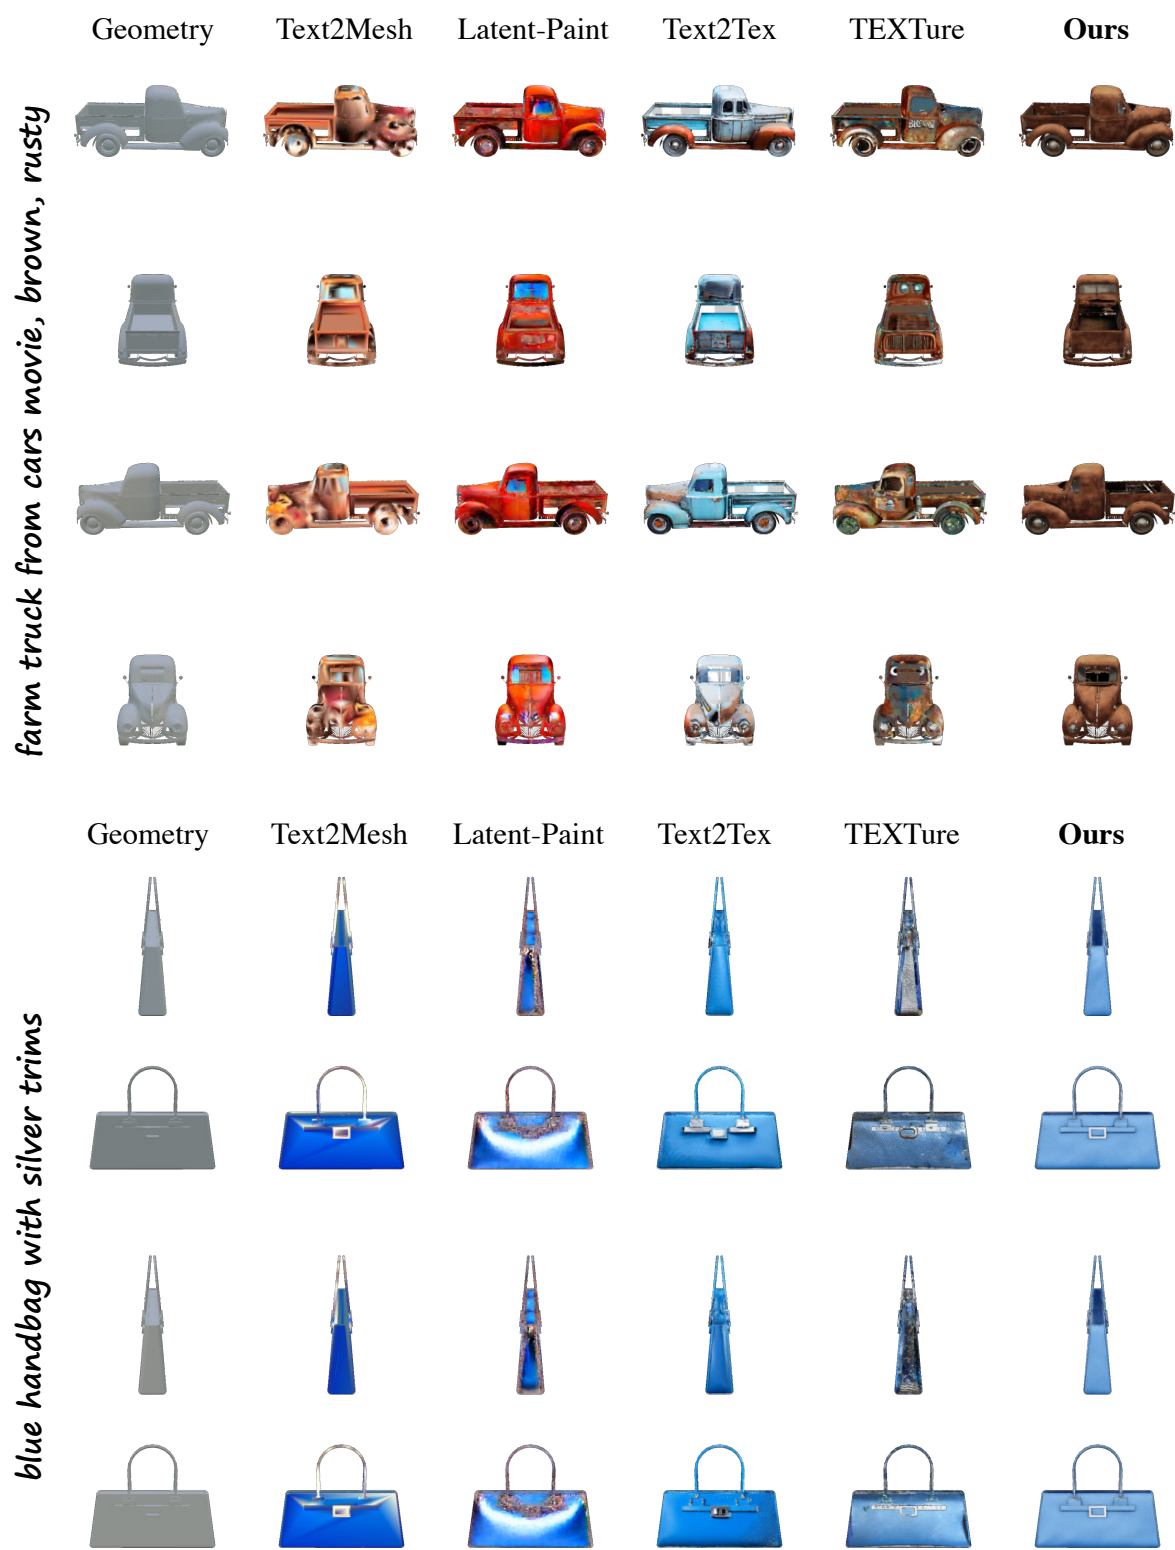 Geometry Text2Mesh Latent-Paint Text2Tex TEXTure Ours
farm truck from cars movie, brown, rusty
Geometry Text2Mesh Latent-Paint Text2Tex TEXTure Ours
blue handbag with silver trims